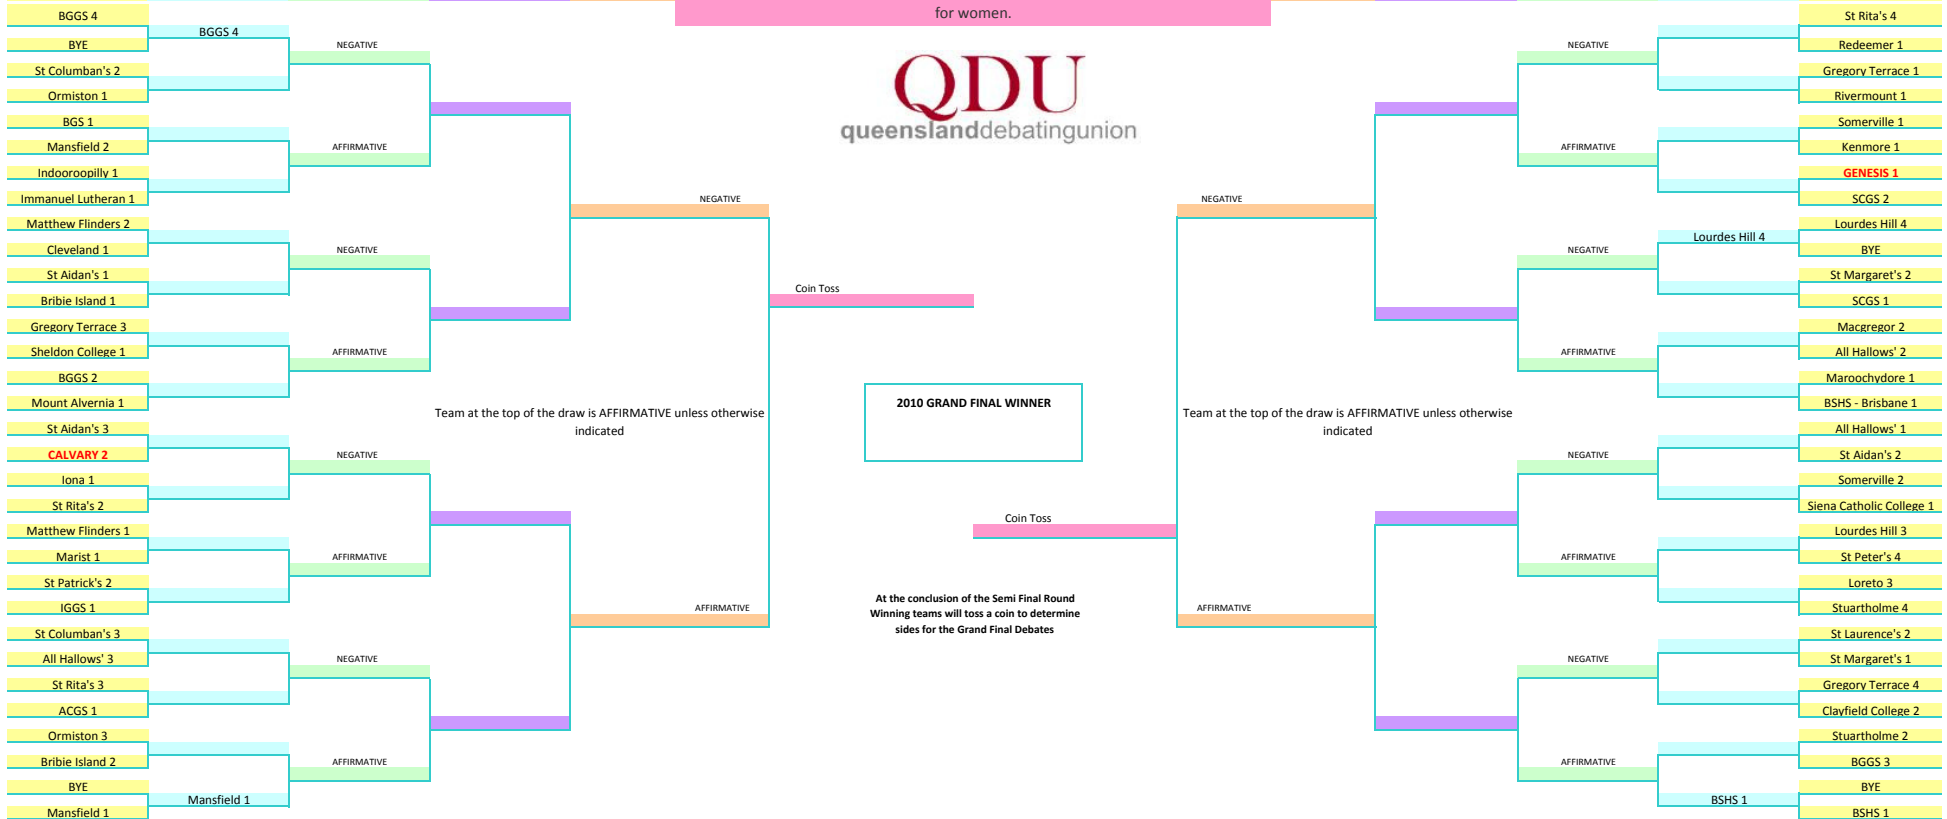 for women.
QDU
queenslanddebatingunion
BGGS 4
BYE
St Columban's 2
Ormiston 1
BGS 1
Mansfield 2
Indooroopilly 1
Immanuel Lutheran 1
Matthew Flinders 2
Cleveland 1
St Aidan's 1
Bribie Island 1
Gregory Terrace 3
Sheldon College 1
BGGS 2
Mount Alvernia 1
St Aidan's 3
CALVARY 2
Iona 1
St Rita's 2
Matthew Flinders 1
Marist 1
St Patrick's 2
IGGS 1
St Columban's 3
All Hallows' 3
St Rita's 3
ACGS 1
Ormiston 3
Bribie Island 2
BYE
Mansfield 1
BGGS 4
Mansfield 1
NEGATIVE
AFFIRMATIVE
NEGATIVE
AFFIRMATIVE
NEGATIVE
AFFIRMATIVE
NEGATIVE
AFFIRMATIVE
Team at the top of the draw is AFFIRMATIVE unless otherwise
indicated
NEGATIVE
AFFIRMATIVE
Coin Toss
2010 GRAND FINAL WINNER
Coin Toss
At the conclusion of the Semi Final Round
Winning teams will toss a coin to determine
sides for the Grand Final Debates
NEGATIVE
AFFIRMATIVE
Team at the top of the draw is AFFIRMATIVE unless otherwise
indicated
NEGATIVE
AFFIRMATIVE
NEGATIVE
AFFIRMATIVE
NEGATIVE
AFFIRMATIVE
NEGATIVE
AFFIRMATIVE
Lourdes Hill 4
BSHS 1
St Rita's 4
Redeemer 1
Gregory Terrace 1
Rivermount 1
Somerville 1
Kenmore 1
GENESIS 1
SCGS 2
Lourdes Hill 4
BYE
St Margaret's 2
SCGS 1
Macgregor 2
All Hallows' 2
Maroochydore 1
BSHS - Brisbane 1
All Hallows' 1
St Aidan's 2
Somerville 2
Siena Catholic College 1
Lourdes Hill 3
St Peter's 4
Loreto 3
Stuartholme 4
St Laurence's 2
St Margaret's 1
Gregory Terrace 4
Clayfield College 2
Stuartholme 2
BGGS 3
BYE
BSHS 1